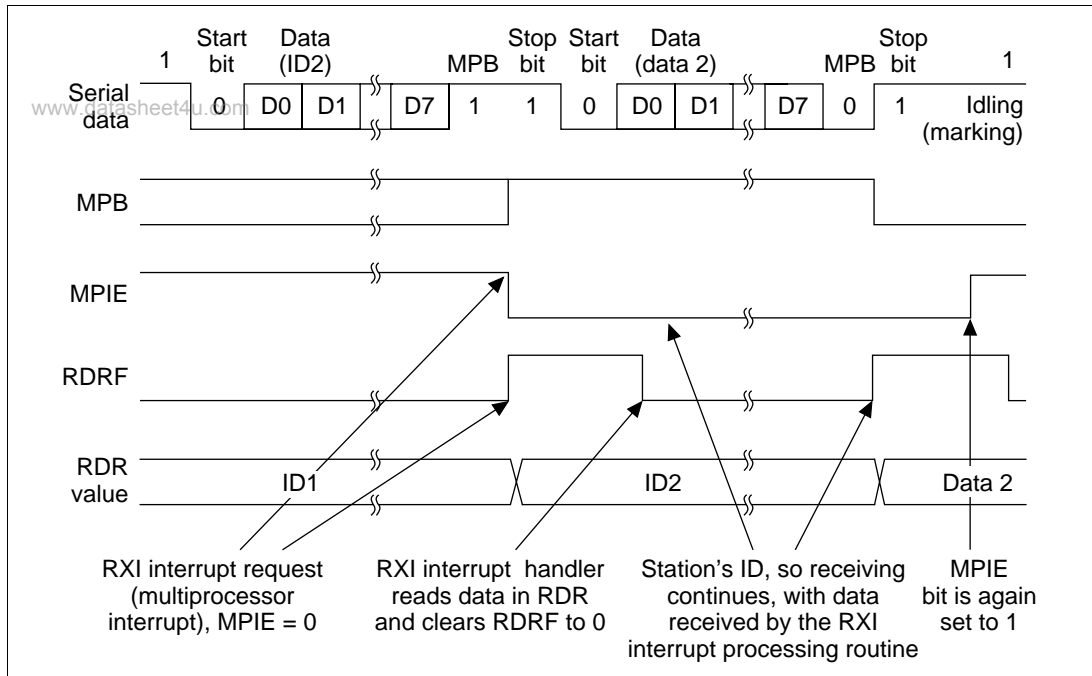 Start Data Stop Start Data Stop
1 bit (ID2) MPB bit bit (data 2) MPB bit 1
Serial data
www.datasheet4u.com
0 D0 D1 D7 1 1 0 D0 D1 D7 0 1 Idling (marking)
MPB
MPIE
RDRF
RDR value
ID1 ID2 Data 2
RXI interrupt request
(multiprocessor
interrupt), MPIE = 0
RXI interrupt handler
reads data in RDR
and clears RDRF to 0
Station's ID, so receiving
continues, with data
received by the RXI
interrupt processing routine
MPIE
bit is again
set to 1